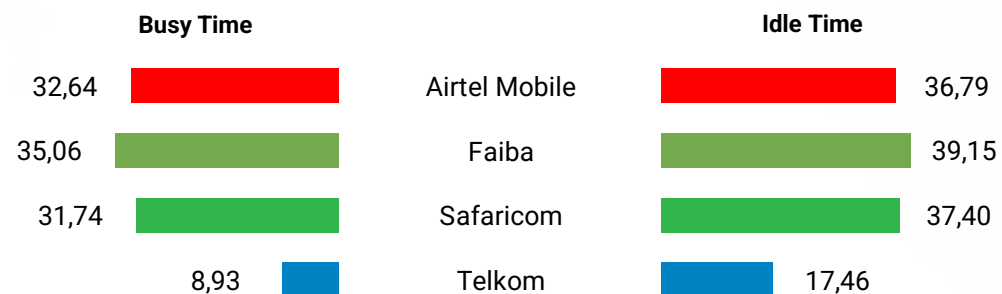 Busy Time Idle Time
32,64 Airtel Mobile 36,79
35,06 Faiba 39,15
31,74 Safaricom 37,40
8,93 Telkom 17,46